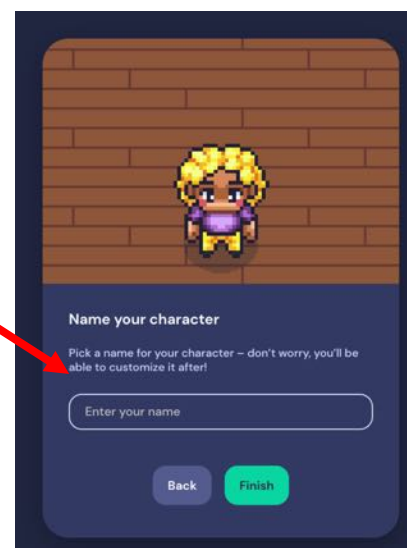 Name your character
Pick a name for your character – don't worry, you'll be
able to customize it after!
Enter your name
Back
Finish